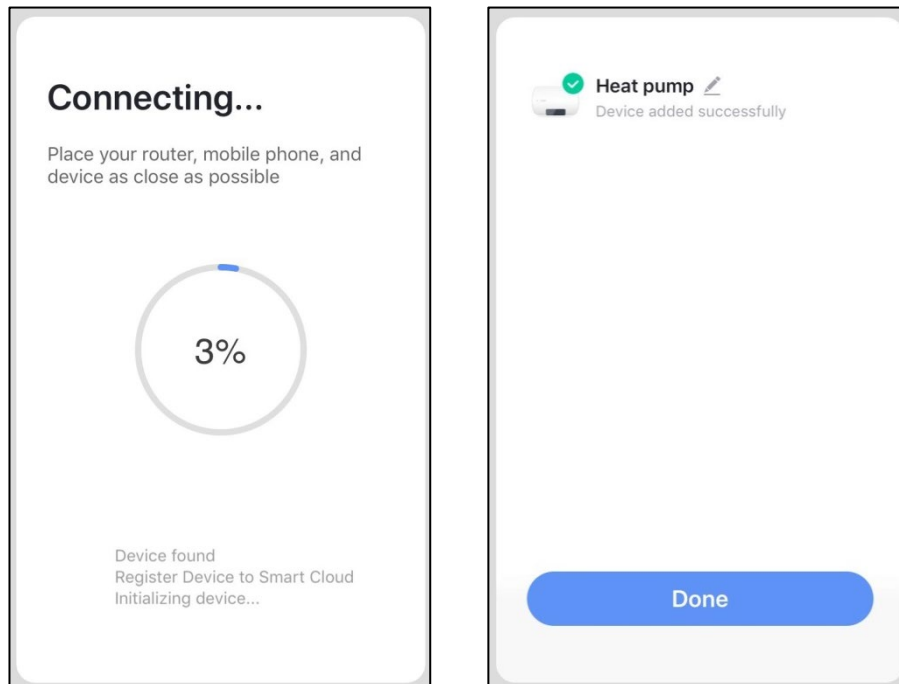 Connecting...
Place your router, mobile phone, and
device as close as possible
3%
Device found
Register Device to Smart Cloud
Initializing device...
Heat pump
Device added successfully
Done